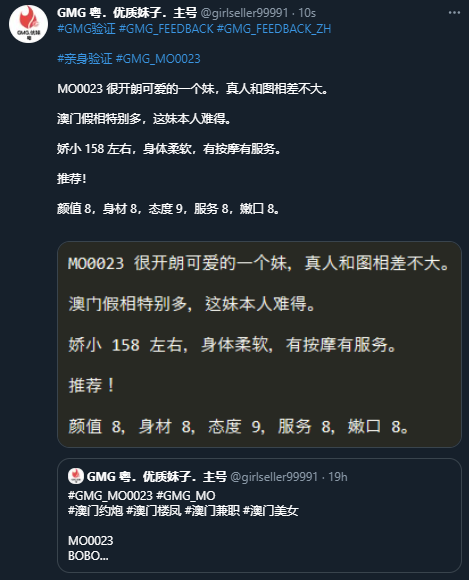 GMG 粤．优质妹子．主号 @girlseller99991 · 10s
#GMG验证 #GMG_FEEDBACK #GMG_FEEDBACK_ZH
#亲身验证 #GMG_MO0023
MO0023 很开朗可爱的一个妹，真人和图相差不大。
澳门假相特别多，这妹本人难得。
娇小 158 左右，身体柔软，有按摩有服务。
推荐！
颜值 8，身材 8，态度 9，服务 8，嫩口 8。
MO0023 很开朗可爱的一个妹，真人和图相差不大。
澳门假相特别多，这妹本人难得。
娇小 158 左右，身体柔软，有按摩有服务。
推荐！
颜值 8，身材 8，态度 9，服务 8，嫩口 8。
GMG 粤．优质妹子．主号 @girlseller99991 · 19h
#GMG_MO0023 #GMG_MO
#澳门约炮 #澳门楼凤 #澳门兼职 #澳门美女
MO0023
BOBO...